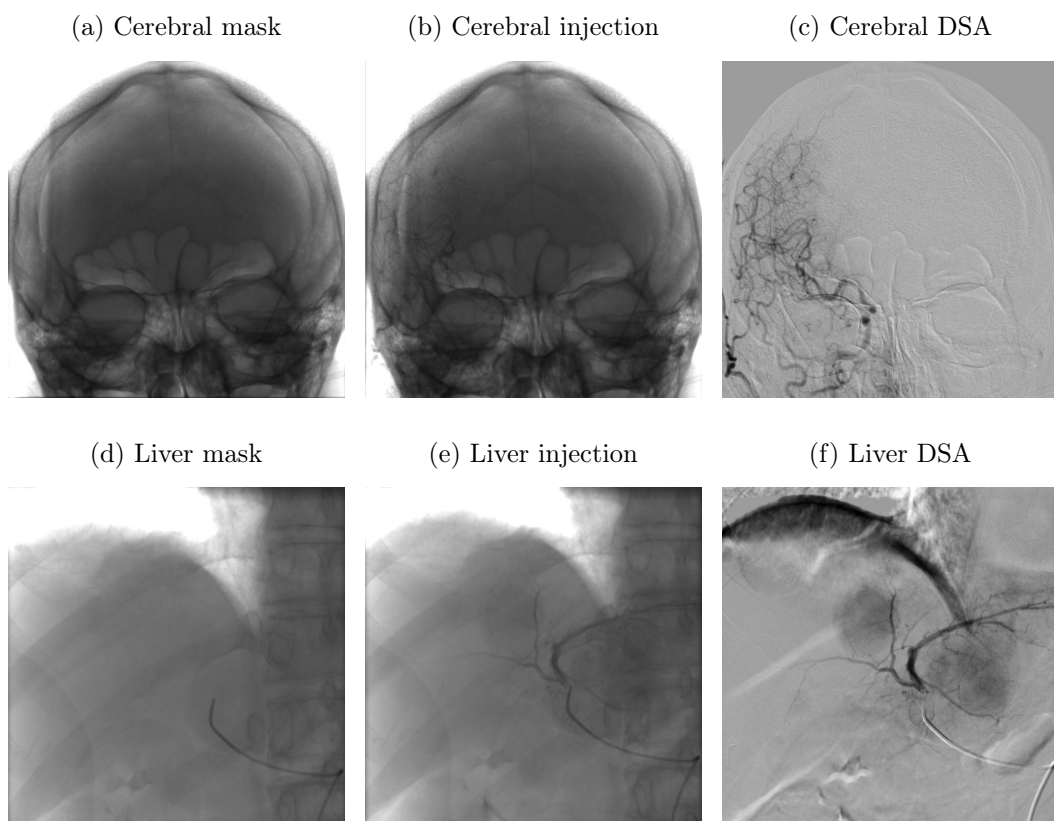 (a) Cerebral mask
(b) Cerebral injection
(c) Cerebral DSA
(d) Liver mask
(e) Liver injection
(f) Liver DSA